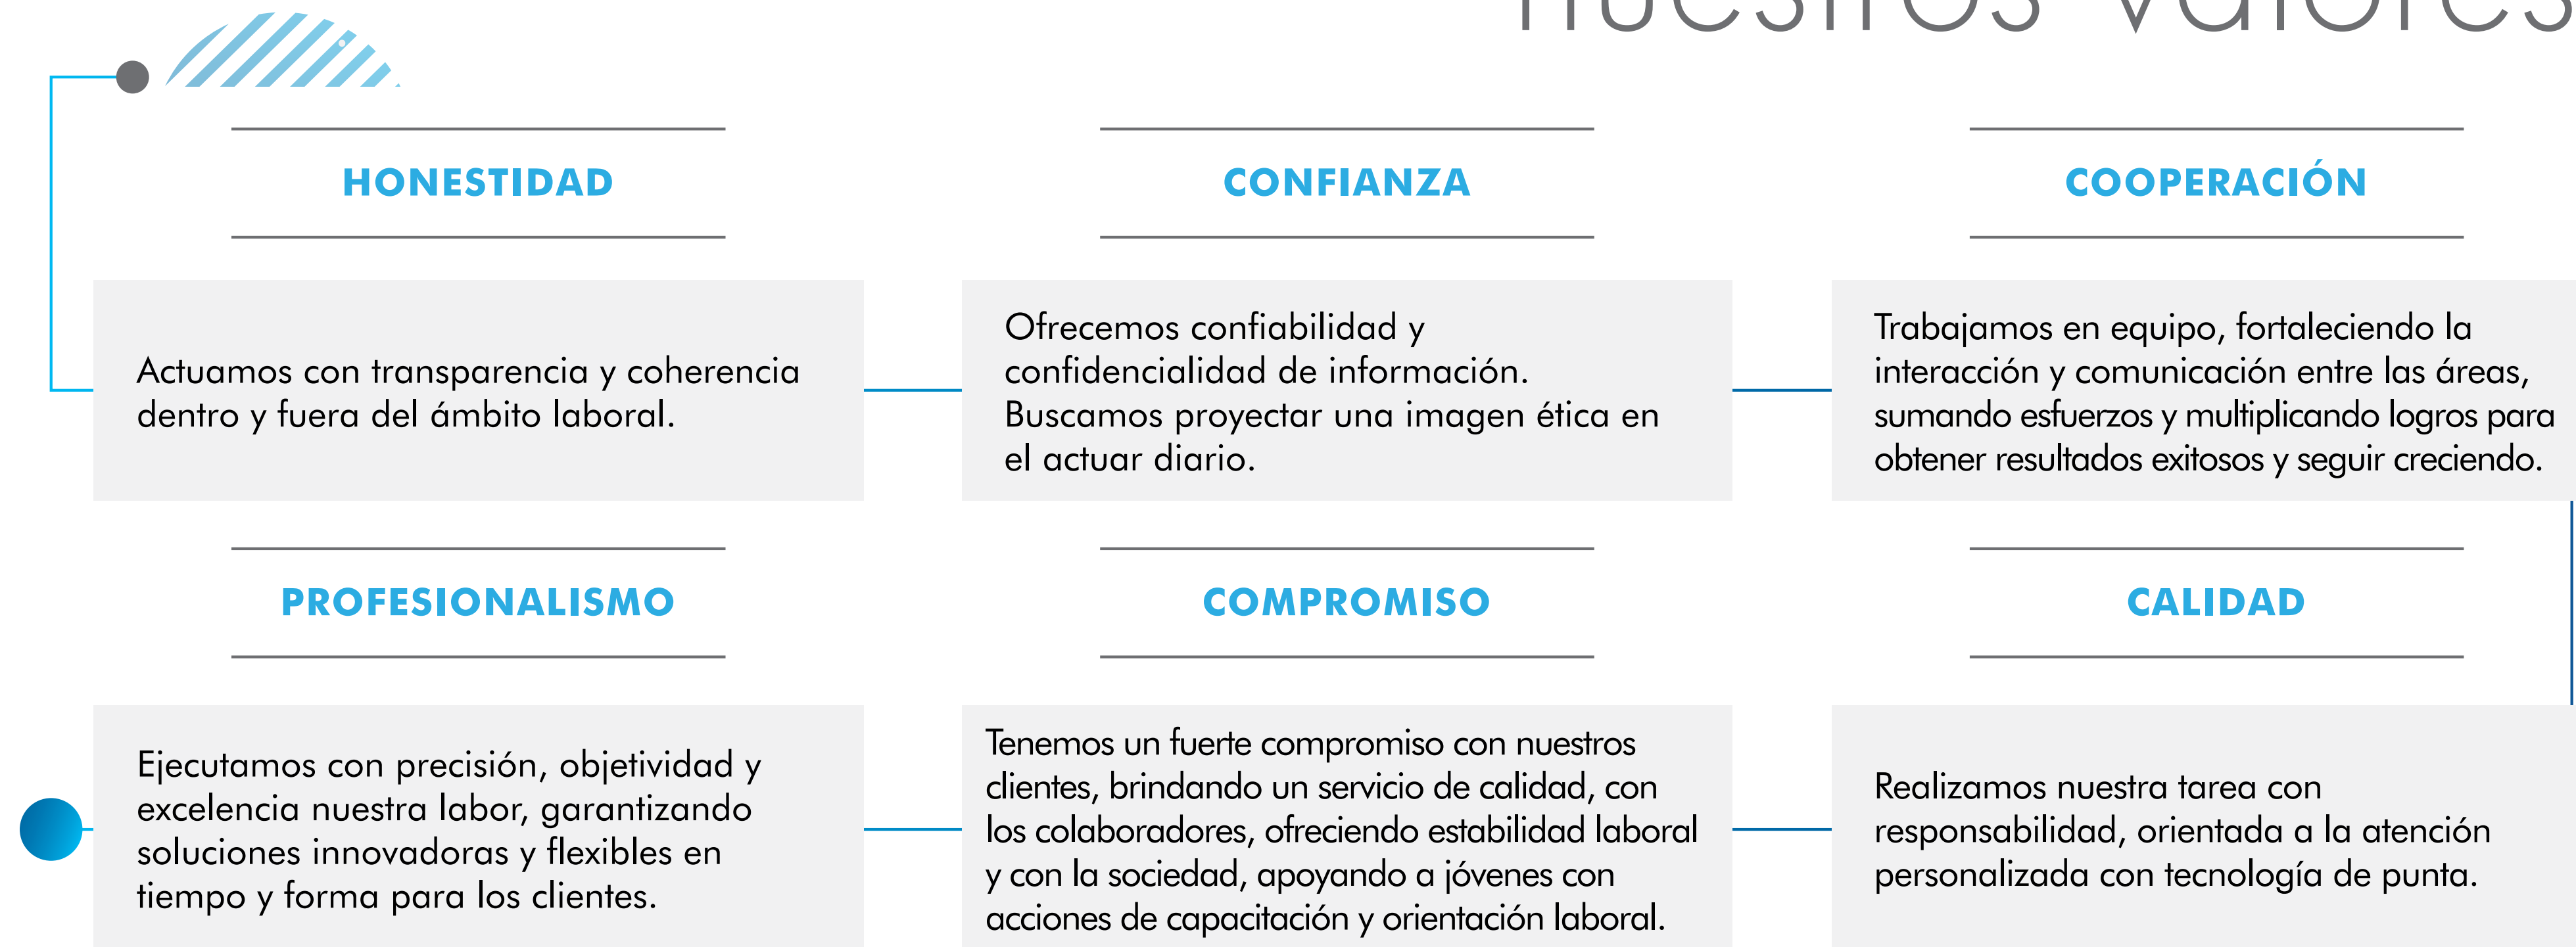 nuestros valores
HONESTIDAD
Actuamos con transparencia y coherencia
dentro y fuera del ámbito laboral.
CONFIANZA
Ofrecemos confiabilidad y
confidencialidad de información.
Buscamos proyectar una imagen ética en
el actuar diario.
COOPERACIÓN
Trabajamos en equipo, fortaleciendo la
interacción y comunicación entre las áreas,
sumando esfuerzos y multiplicando logros para
obtener resultados exitosos y seguir creciendo.
PROFESIONALISMO
Ejecutamos con precisión, objetividad y
excelencia nuestra labor, garantizando
soluciones innovadoras y flexibles en
tiempo y forma para los clientes.
COMPROMISO
Tenemos un fuerte compromiso con nuestros
clientes, brindando un servicio de calidad, con
los colaboradores, ofreciendo estabilidad laboral
y con la sociedad, apoyando a jóvenes con
acciones de capacitación y orientación laboral.
CALIDAD
Realizamos nuestra tarea con
responsabilidad, orientada a la atención
personalizada con tecnología de punta.